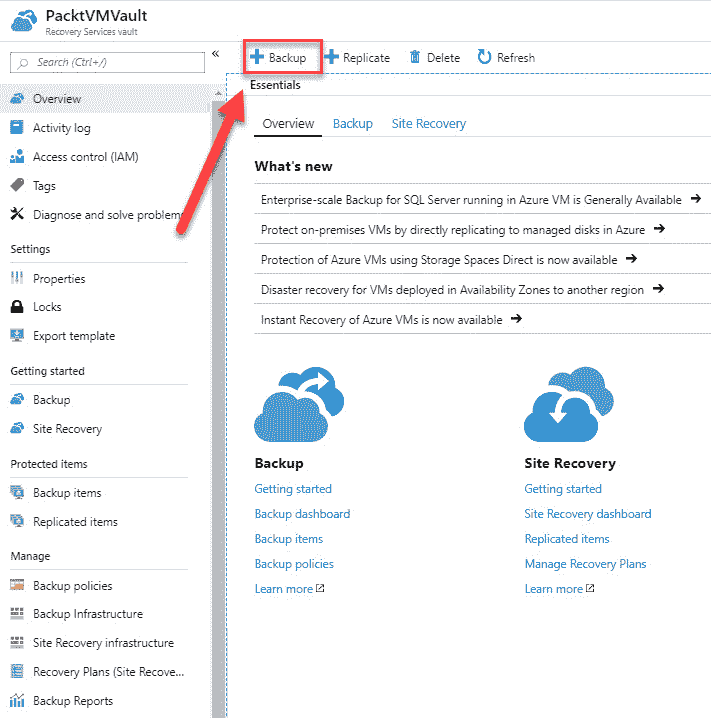 PacktVMVault
Recovery Services vault
Search (Ctrl+/)
«
Overview
Activity log
Access control (IAM)
Tags
Diagnose and solve problems
Settings
Properties
Locks
Export template
Getting started
Backup
Site Recovery
Protected items
Backup items
Replicated items
Manage
Backup policies
Backup Infrastructure
Site Recovery infrastructure
Recovery Plans (Site Recove...
Backup Reports
Backup Replicate Delete Refresh
Essentials
Overview Backup Site Recovery
What's new
Enterprise-scale Backup for SQL Server running in Azure VM is Generally Available →
Protect on-premises VMs by directly replicating to managed disks in Azure →
Protection of Azure VMs using Storage Spaces Direct is now available →
Disaster recovery for VMs deployed in Availability Zones to another region →
Instant Recovery of Azure VMs is now available →
Backup
Getting started
Backup dashboard
Backup items
Backup policies
Learn more
Site Recovery
Getting started
Site Recovery dashboard
Replicated items
Manage Recovery Plans
Learn more